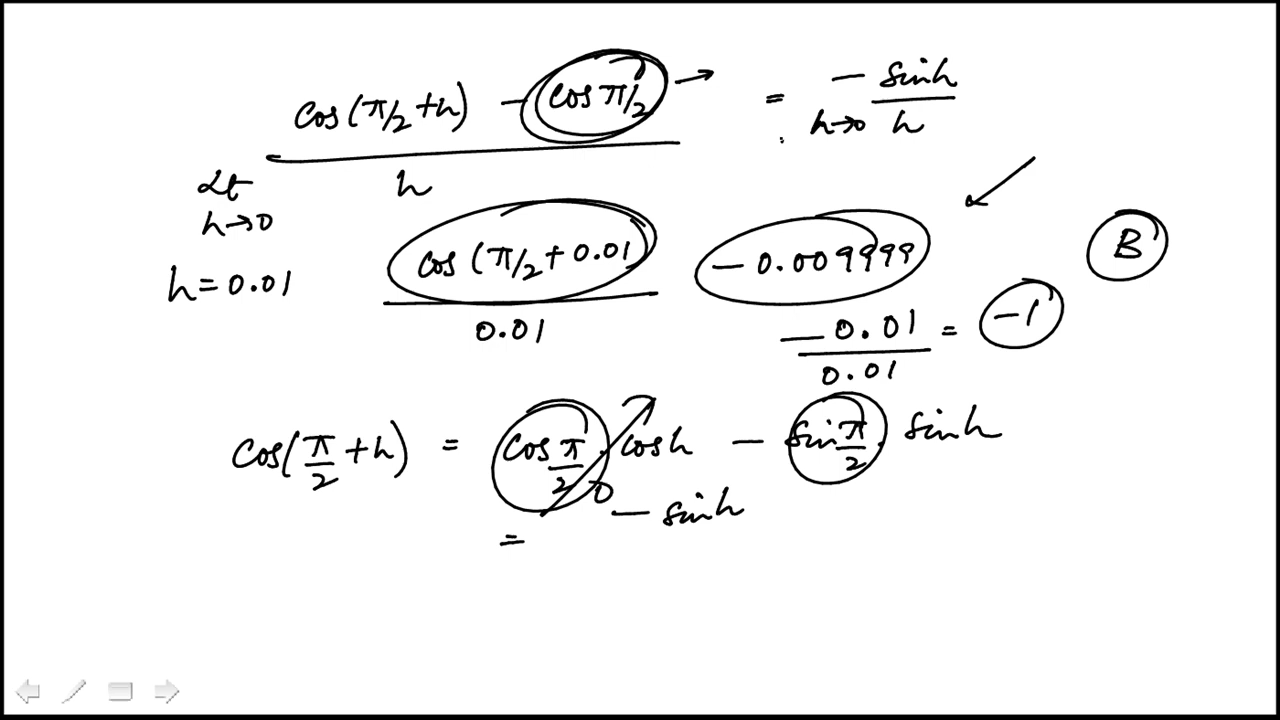 cos(π/2+h) - cos π/2 → = - sinh
h→0 h
Lt h
h→0
cos (π/2 + 0.01 - 0.009999 B
h = 0.01
0.01 - 0.01 = -1
0.01
cos(π/2 + h) = cos π/2 . cosh - sin π/2 . sinh
0
= - sinh